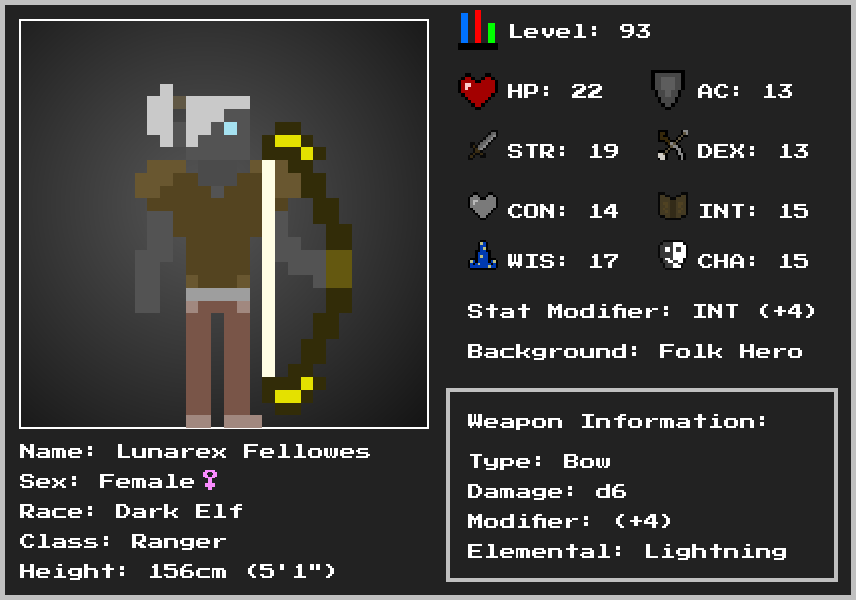 Level: 93
HP: 22 AC: 13
STR: 19 DEX: 13
CON: 14 INT: 15
WIS: 17 CHA: 15
Stat Modifier: INT (+4)
Background: Folk Hero
Weapon Information:
Type: Bow
Damage: d6
Modifier: (+4)
Elemental: Lightning
Name: Lunarex Fellowes
Sex: Female♀
Race: Dark Elf
Class: Ranger
Height: 156cm (5'1")